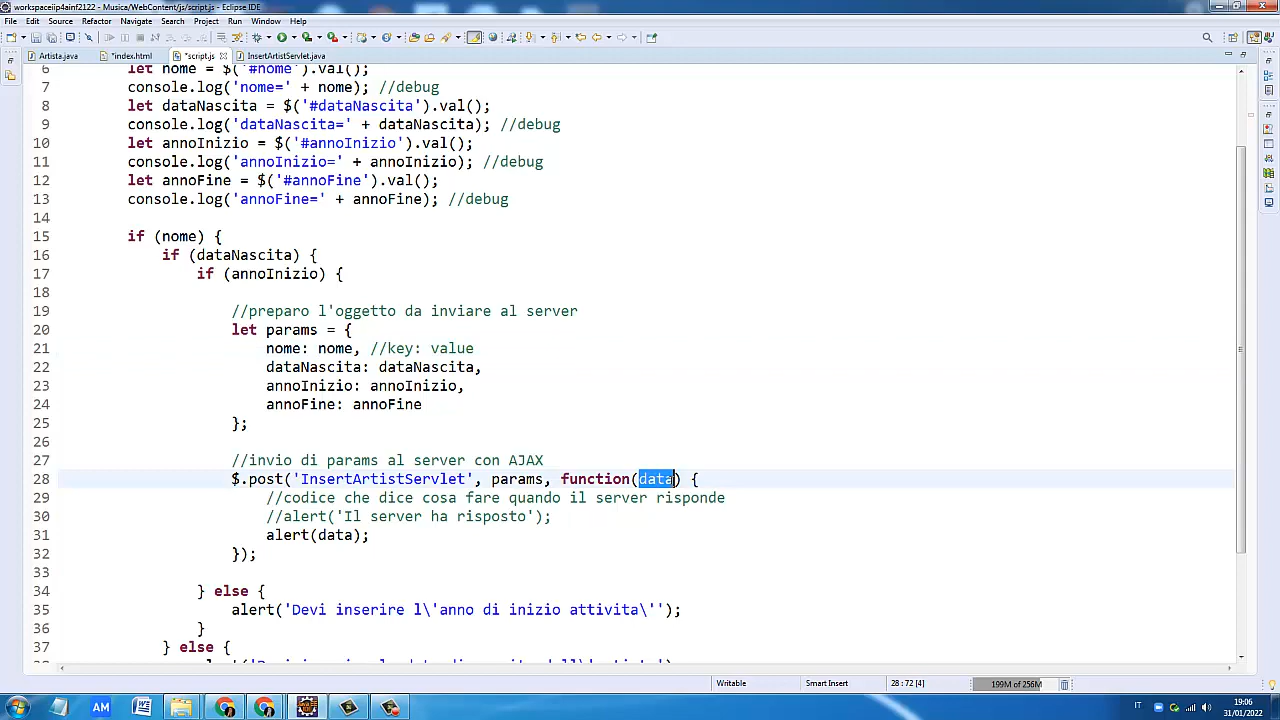 workspaceiip4ainf2122 - Musica/WebContent/js/script.js - Eclipse IDE
File Edit Source Refactor Navigate Search Project Run Window Help
Artista.java *index.html *script.js InsertArtistServlet.java
6 let nome = $('#nome').val();
7 console.log('nome=' + nome); //debug
8 let dataNascita = $('#dataNascita').val();
9 console.log('dataNascita=' + dataNascita); //debug
10 let annoInizio = $('#annoInizio').val();
11 console.log('annoInizio=' + annoInizio); //debug
12 let annoFine = $('#annoFine').val();
13 console.log('annoFine=' + annoFine); //debug
14
15 if (nome) {
16 if (dataNascita) {
17 if (annoInizio) {
18
19 //preparo l'oggetto da inviare al server
20 let params = {
21 nome: nome, //key: value
22 dataNascita: dataNascita,
23 annoInizio: annoInizio,
24 annoFine: annoFine
25 };
26
27 //invio di params al server con AJAX
28 $.post('InsertArtistServlet', params, function(data) {
29 //codice che dice cosa fare quando il server risponde
30 //alert('Il server ha risposto');
31 alert(data);
32 });
33
34 } else {
35 alert('Devi inserire l\'anno di inizio attivita\'');
36 }
37 } else {
Writable Smart Insert 28 : 72 [4] 199M of 256M
AM IT 19:06
31/01/2022